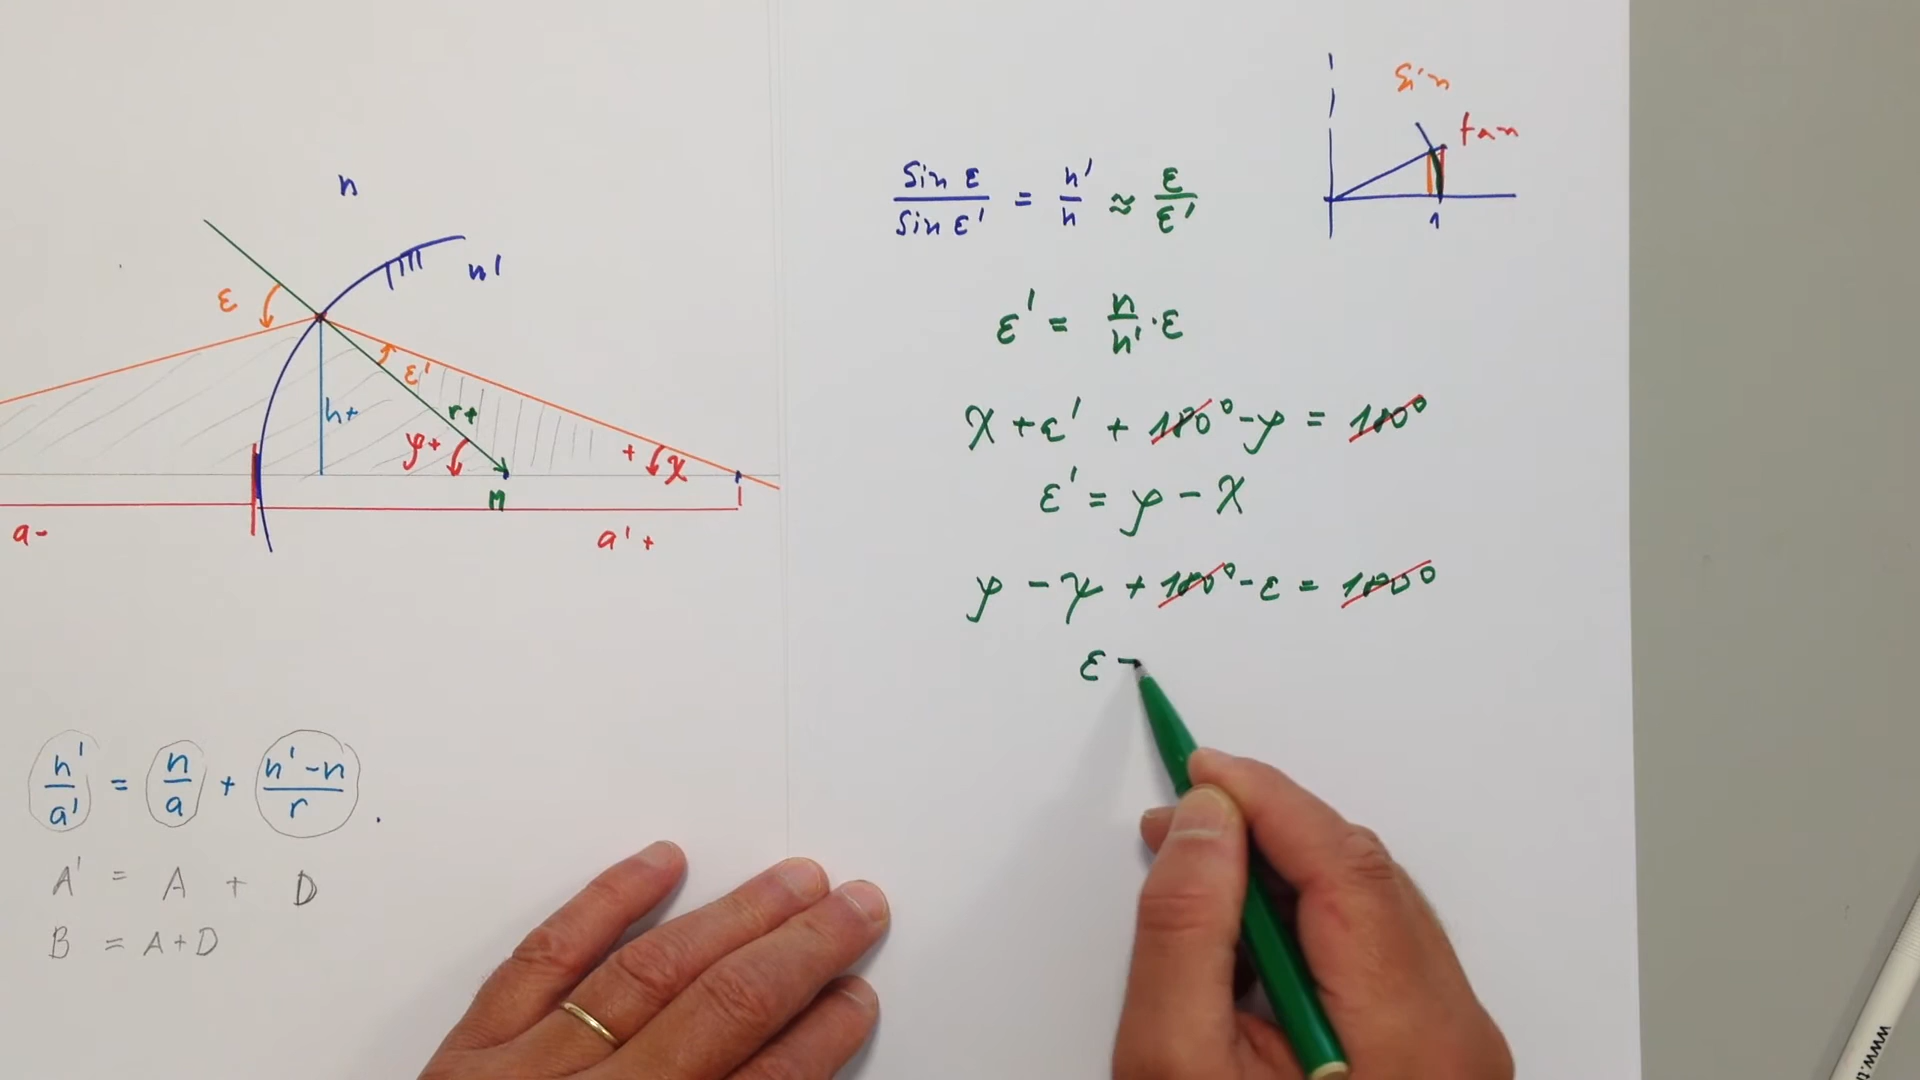 n
n'
ε
ε'
h+
r+
φ+
+ χ
M
a-
a'+
n'/a' = n/a + (n'-n)/r .
A' = A + D
B = A+D
sin
tan
1
sin ε / sin ε' = n'/n ≈ ε/ε'
ε' = n/n' · ε
χ + ε' + 180° - φ = 180°
ε' = φ - χ
φ - ψ + 180° - ε = 180°
ε -